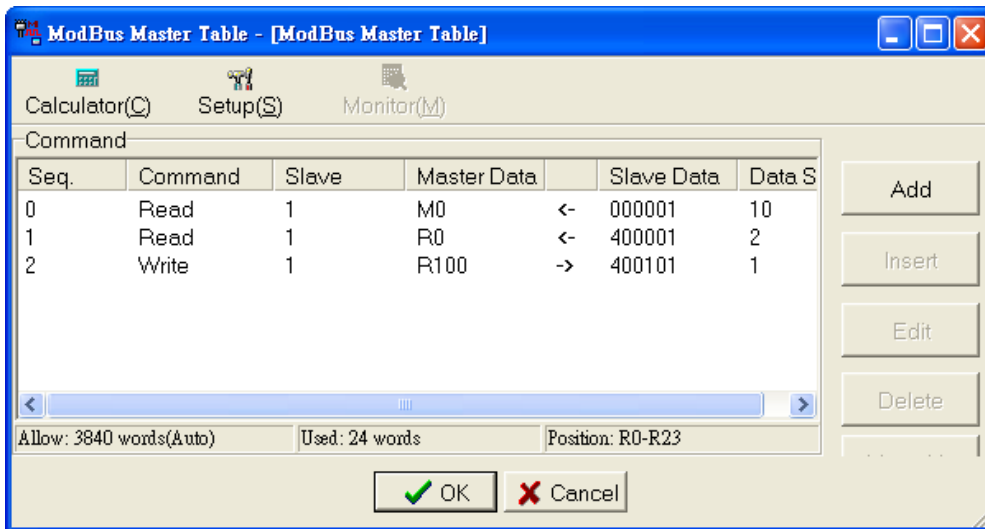 ModBus Master Table - [ModBus Master Table]
Calculator(C) Setup(S) Monitor(M)
Command
Seq. Command Slave Master Data Slave Data Data S
0 Read 1 M0 <- 000001 10
1 Read 1 R0 <- 400001 2
2 Write 1 R100 -> 400101 1
Add
Insert
Edit
Delete
Allow: 3840 words(Auto) Used: 24 words Position: R0-R23
OK Cancel